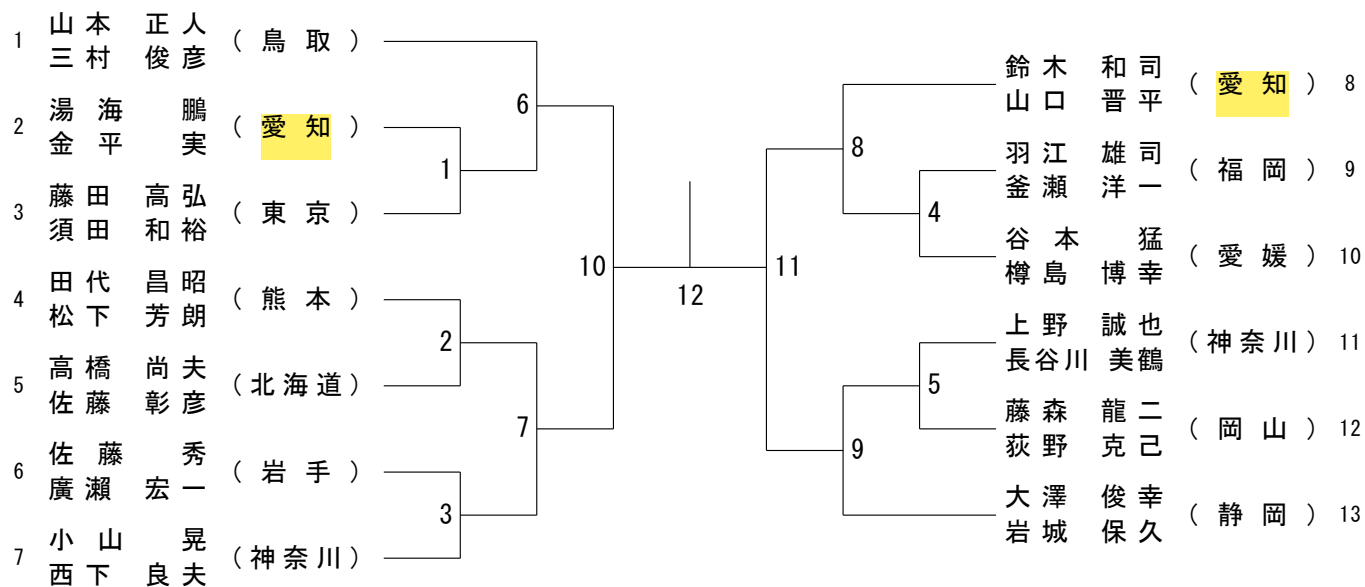 1 山本 正人 (鳥取)
三村 俊彦
2 湯海 鵬 (愛知)
金平 実
3 藤田 高弘 (東京)
須田 和裕
4 田代 昌昭 (熊本)
松下 芳朗
5 高橋 尚夫 (北海道)
佐藤 彰彦
6 佐藤 秀 (岩手)
廣瀬 宏一
7 小山 晃 (神奈川)
西下 良夫
6
1
10
2
7
3
12
鈴木 和司 (愛知) 8
山口 晋平
羽江 雄司 (福岡) 9
釜瀬 洋一
谷本 猛 (愛媛) 10
樽島 博幸
上野 誠也 (神奈川) 11
長谷川 美鶴
藤森 龍二 (岡山) 12
荻野 克己
大澤 俊幸 (静岡) 13
岩城 保久
8
4
11
5
9